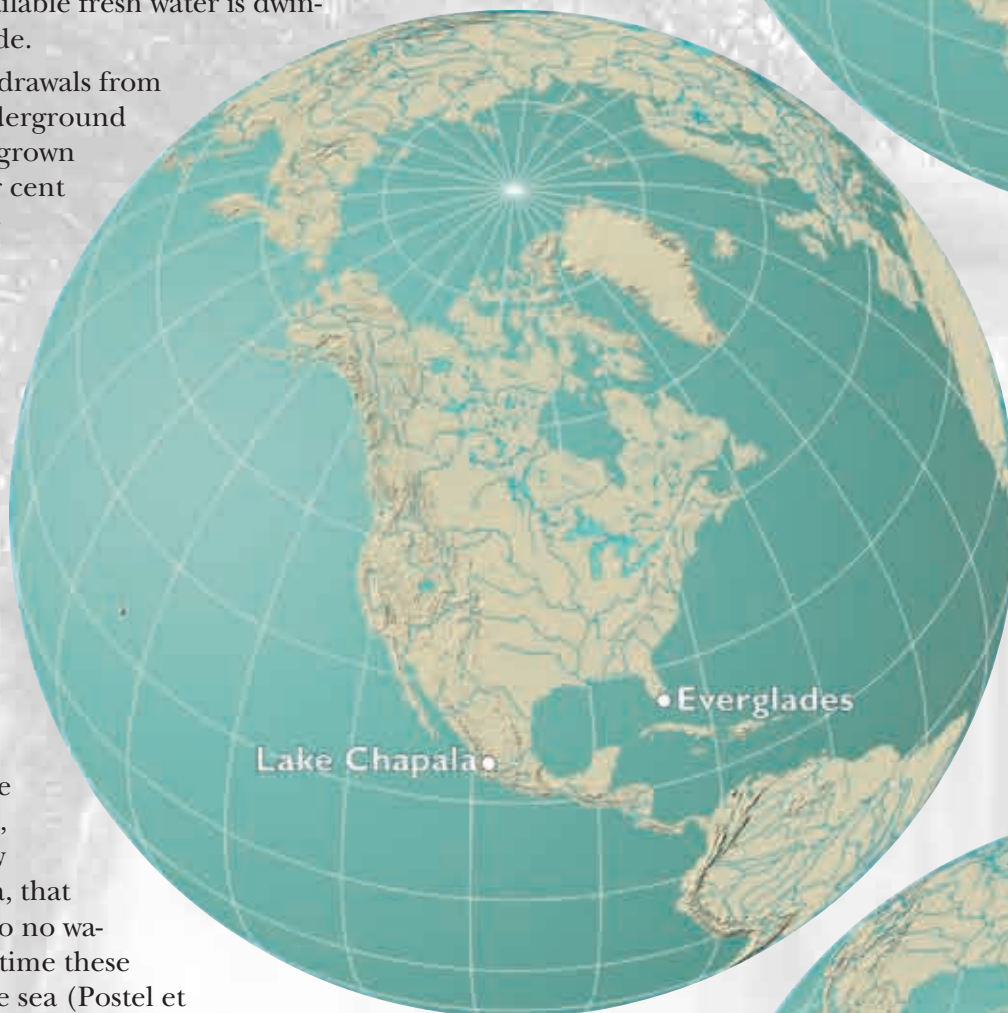 ilable fresh water is dwin-
de.
drawals from
derground
grown
r cent
Everglades
Lake Chapala
e
,
y
a, that
o no wa-
time these
e sea (Postel et